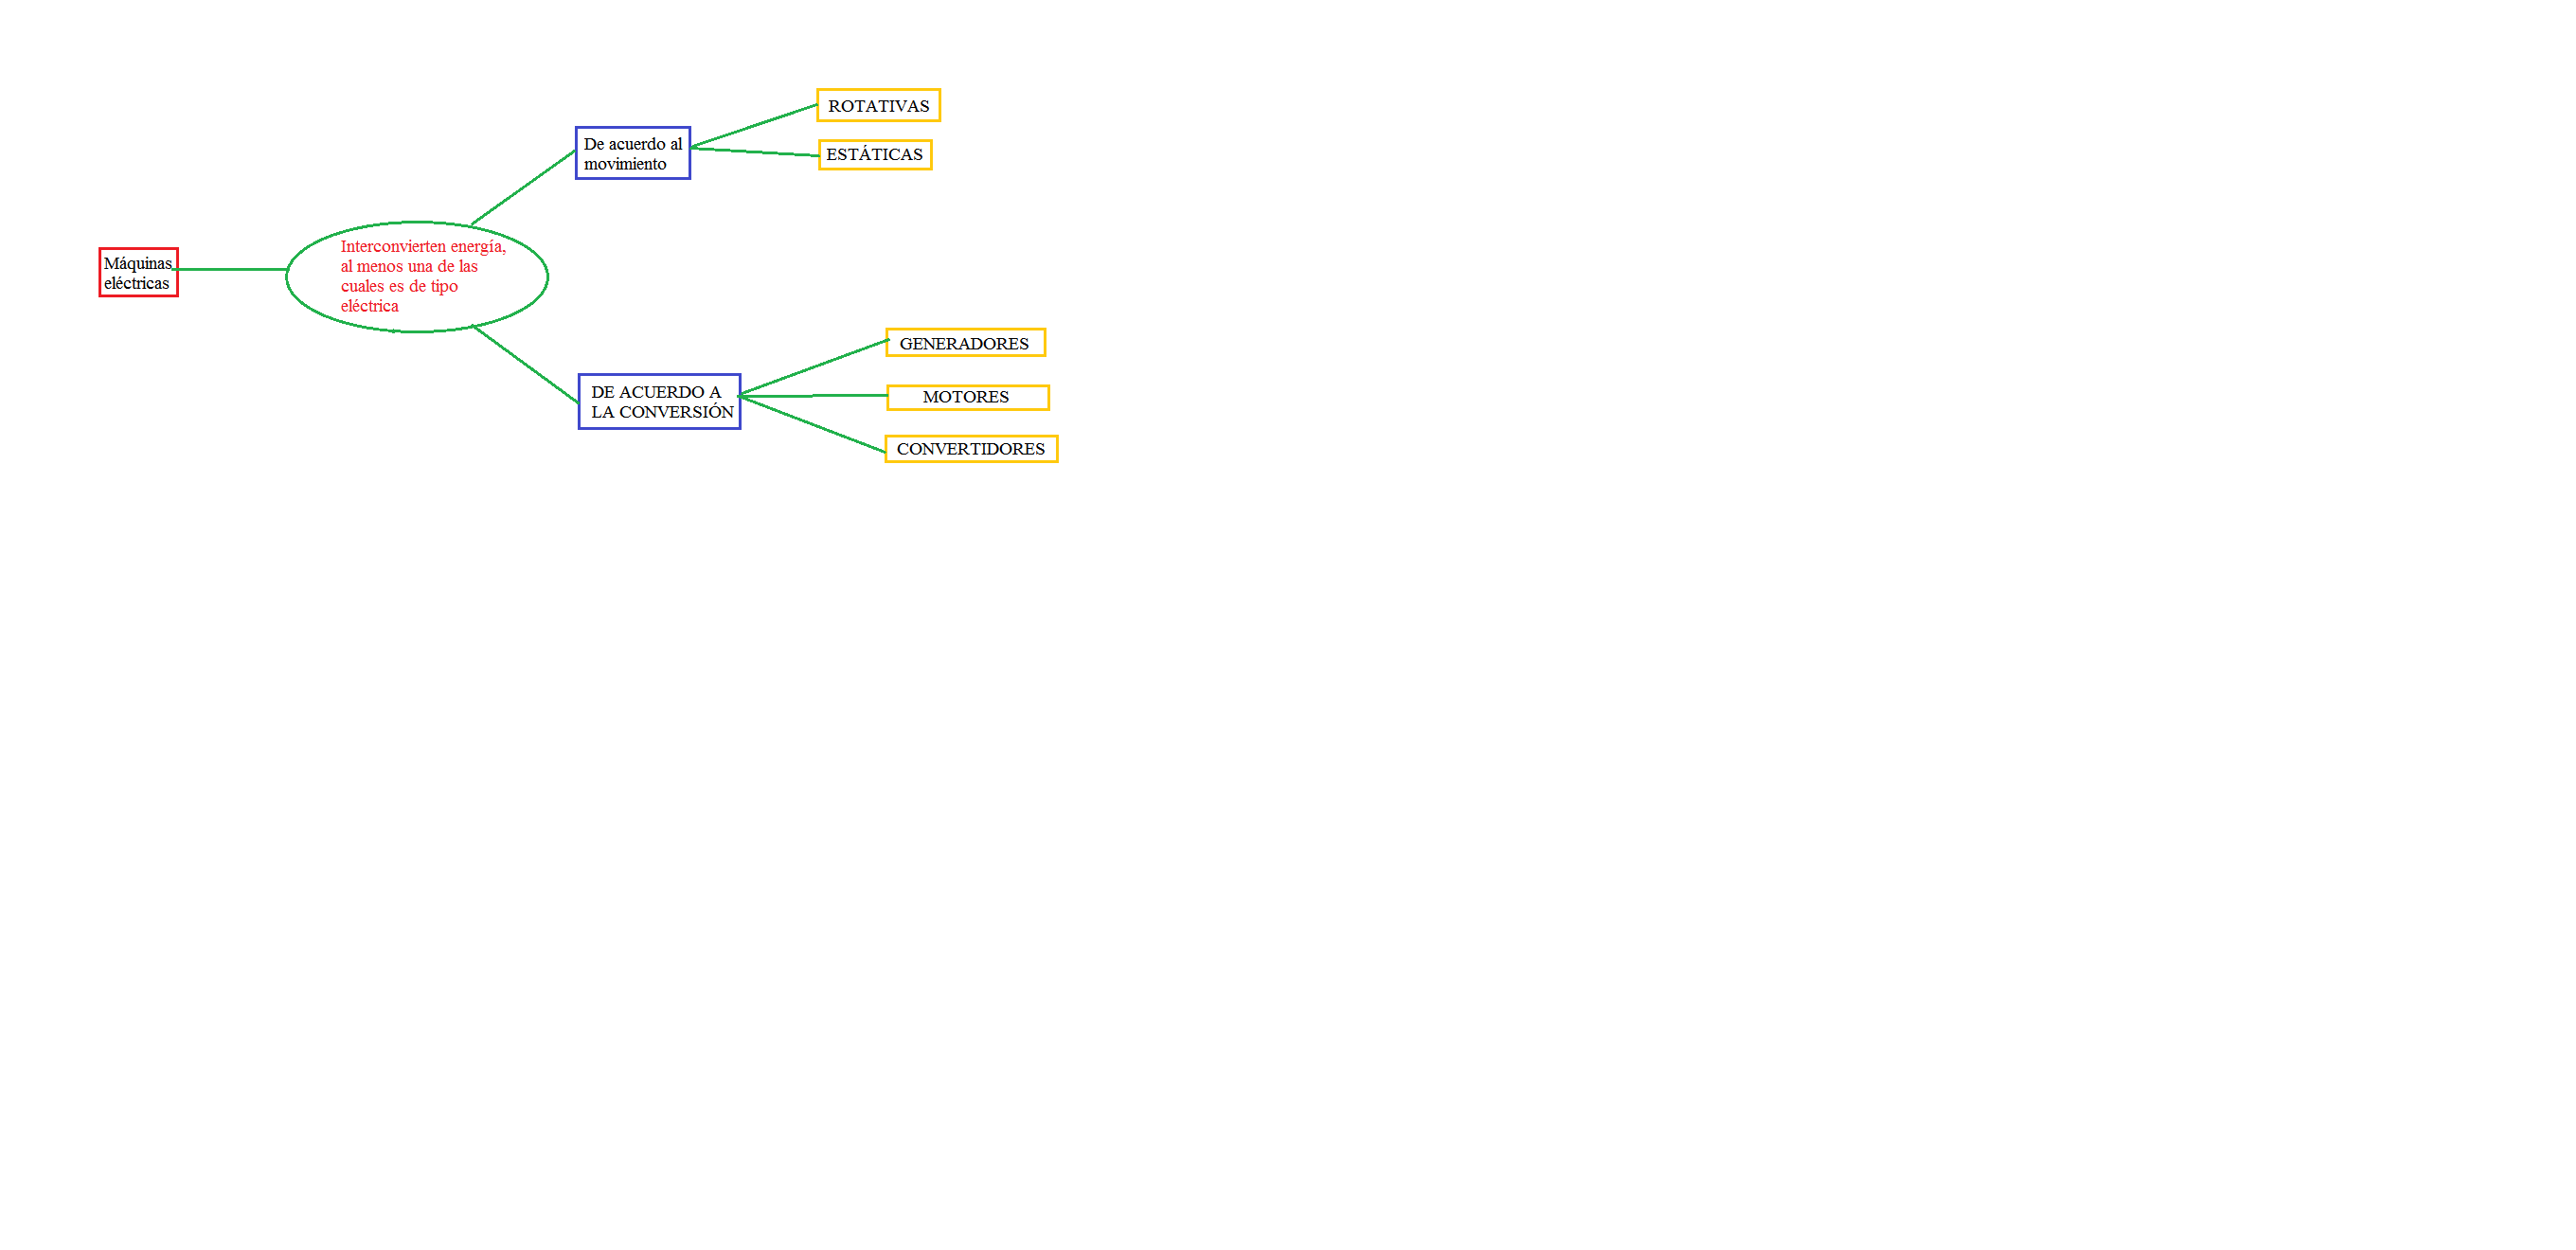 Máquinas
eléctricas
Interconvierten energía,
al menos una de las
cuales es de tipo
eléctrica
De acuerdo al
movimiento
ROTATIVAS
ESTÁTICAS
DE ACUERDO A
LA CONVERSIÓN
GENERADORES
MOTORES
CONVERTIDORES